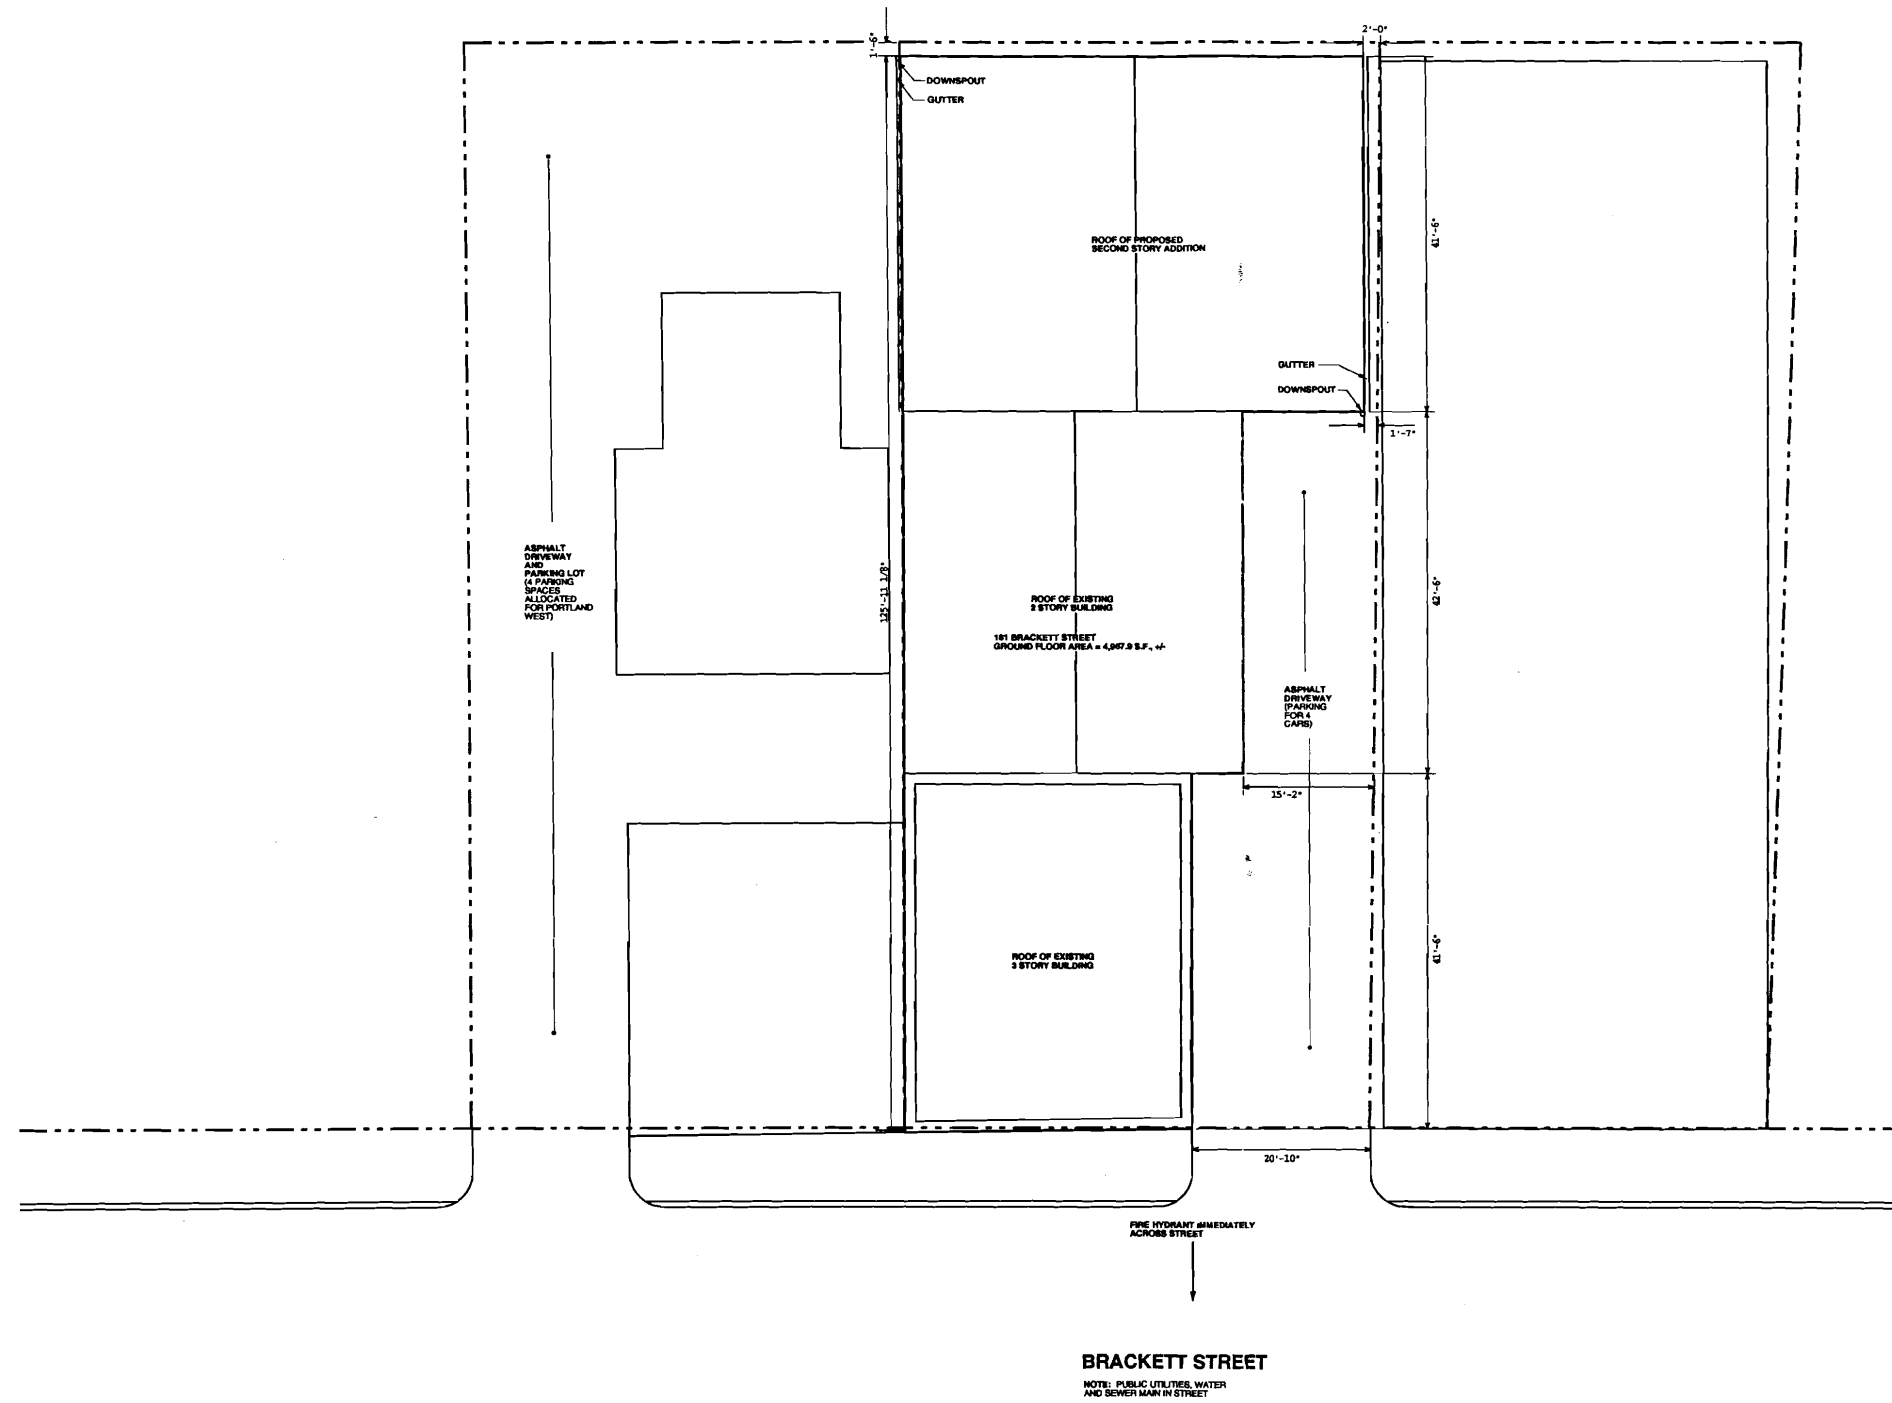 2'-0"
1'-6"
DOWNSPOUT
GUTTER
41'-6"
ROOF OF PROPOSED
SECOND STORY ADDITION
GUTTER
DOWNSPOUT
1'-7"
ASPHALT
DRIVEWAY
AND
PARKING LOT
(4 PARKING
SPACES
ALLOCATED
FOR PORTLAND
WEST)
125'-11 1/8"
42'-6"
ROOF OF EXISTING
2 STORY BUILDING
181 BRACKETT STREET
GROUND FLOOR AREA = 4,967.9 S.F., +/-
ASPHALT
DRIVEWAY
(PARKING
FOR 4
CARS)
15'-2"
41'-6"
ROOF OF EXISTING
3 STORY BUILDING
20'-10"
FIRE HYDRANT IMMEDIATELY
ACROSS STREET
BRACKETT STREET
NOTE: PUBLIC UTILITIES, WATER
AND SEWER MAIN IN STREET